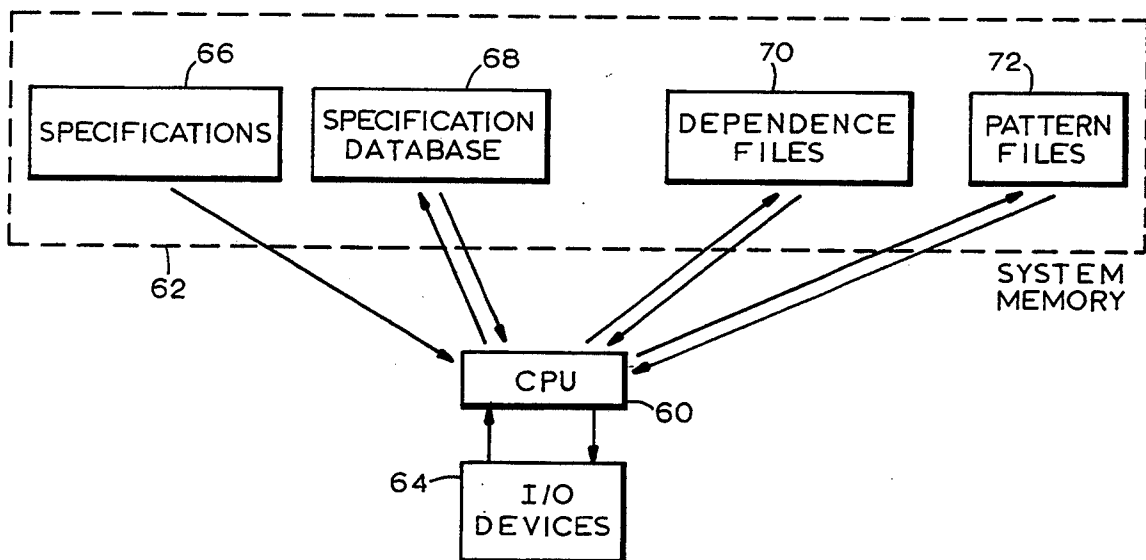 66
68
70
72
SPECIFICATIONS
SPECIFICATION
DATABASE
DEPENDENCE
FILES
PATTERN
FILES
62
SYSTEM
MEMORY
CPU
60
64
I/O
DEVICES